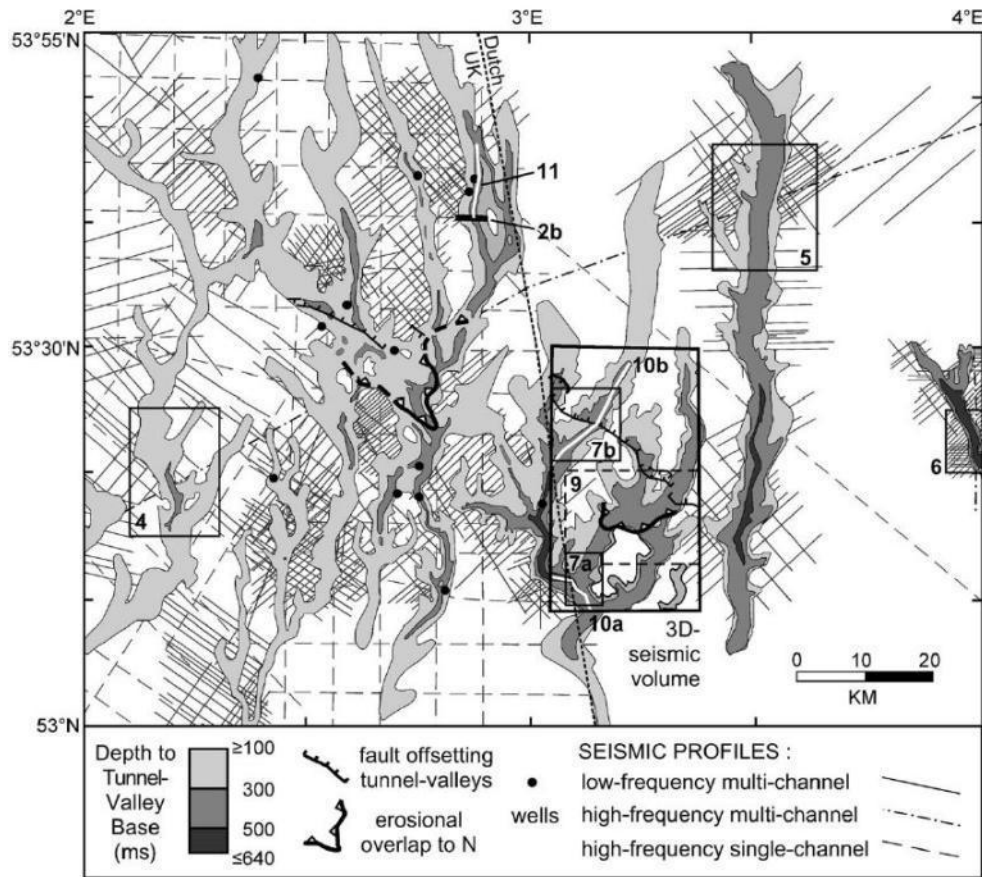 2°E 3°E 4°E
53°55'N
Dutch
UK
11
2b
5
53°30'N
10b
7b
6
9
4
7a
10a
3D-
seismic
volume
0 10 20
KM
53°N
Depth to
Tunnel-
Valley
Base
(ms)
≥100
300
500
≤640
fault offsetting
tunnel-valleys
erosional
overlap to N
wells
SEISMIC PROFILES :
low-frequency multi-channel
high-frequency multi-channel
high-frequency single-channel